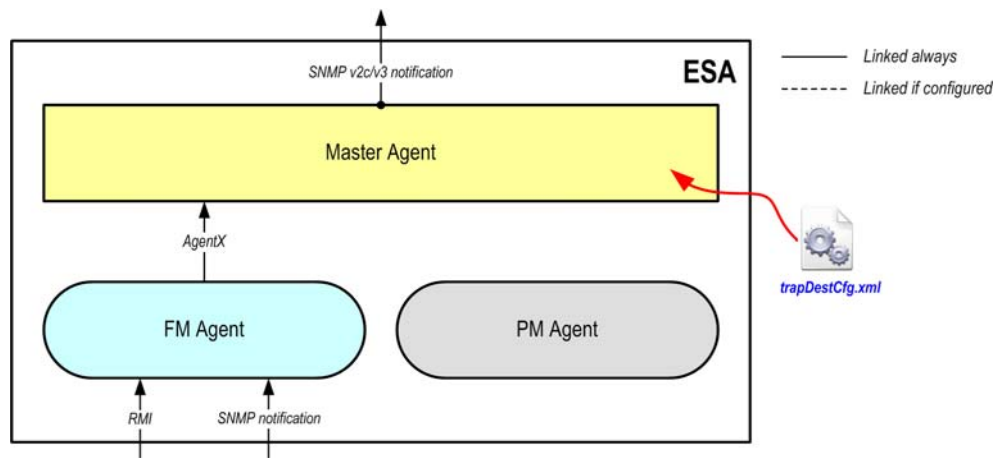 SNMP v2c/v3 notification
ESA
Linked always
Linked if configured
Master Agent
AgentX
trapDestCfg.xml
FM Agent
PM Agent
RMI
SNMP notification